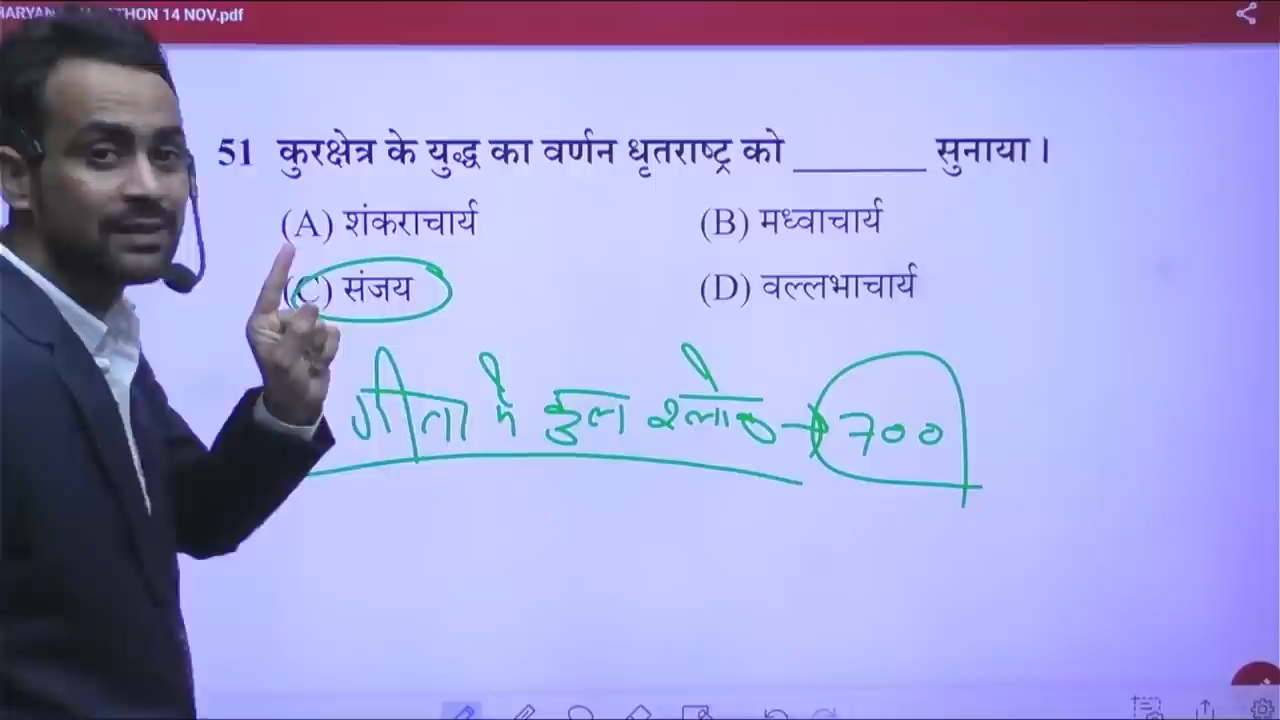 THON 14 NOV.pdf
51 कुरक्षेत्र के युद्ध का वर्णन धृतराष्ट्र को _______ सुनाया।
(A) शंकराचार्य (B) मध्वाचार्य
(C) संजय (D) वल्लभाचार्य
गीता में कुल श्लोक → 700